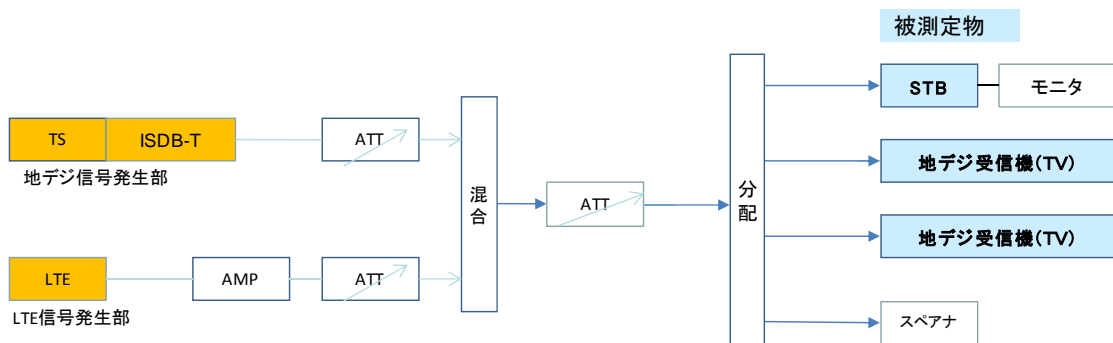 被測定物
STB
モニタ
TS
ISDB-T
ATT
地デジ信号発生部
地デジ受信機(TV)
混合
ATT
分配
地デジ受信機(TV)
LTE
AMP
ATT
LTE信号発生部
スペアナ